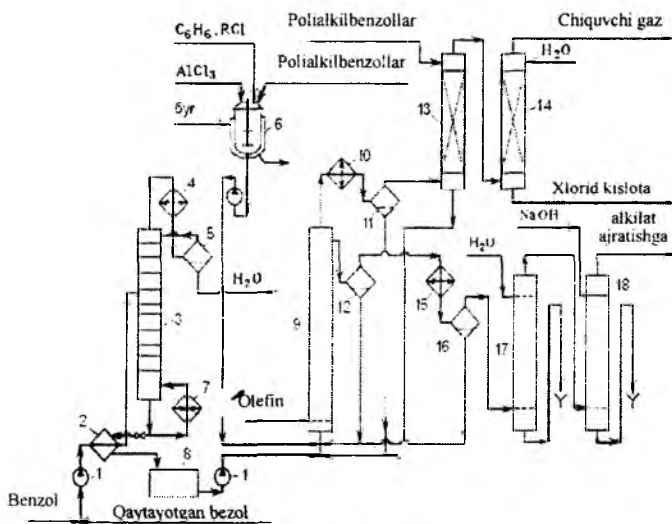 C₆H₆, RCl
AlCl₃
Polialkilbenzollar
Polialkilbenzollar
Chiquvchi gaz
H₂O
6
13
14
10
4
11
5
Xlorid kislota
NaOH
alkilat
ajratishga
H₂O
H₂O
3
9
12
15
16
17
18
7
Olefin
2
8
1
1
Benzol
Qaytayotgan bezol